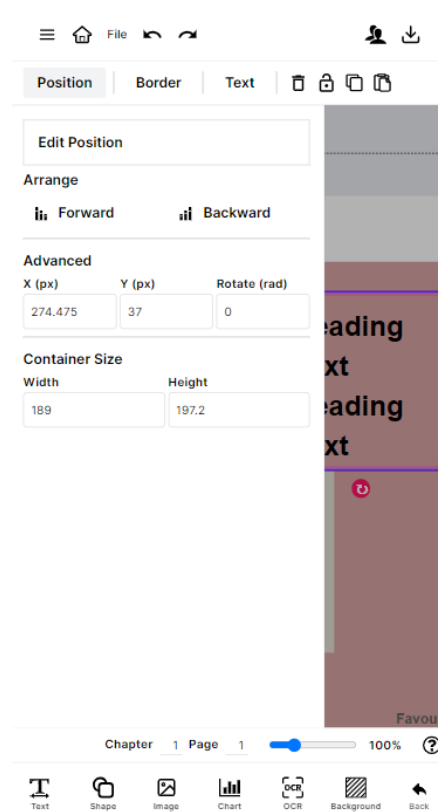 File
Position Border Text
Edit Position
Arrange
Forward Backward
Advanced
X (px) Y (px) Rotate (rad)
274.475 37 0
Container Size
Width Height
189 197.2
eading
xt
eading
xt
Favou
Chapter 1 Page 1 100% ?
OCR
Text Shape Image Chart OCR Background Back